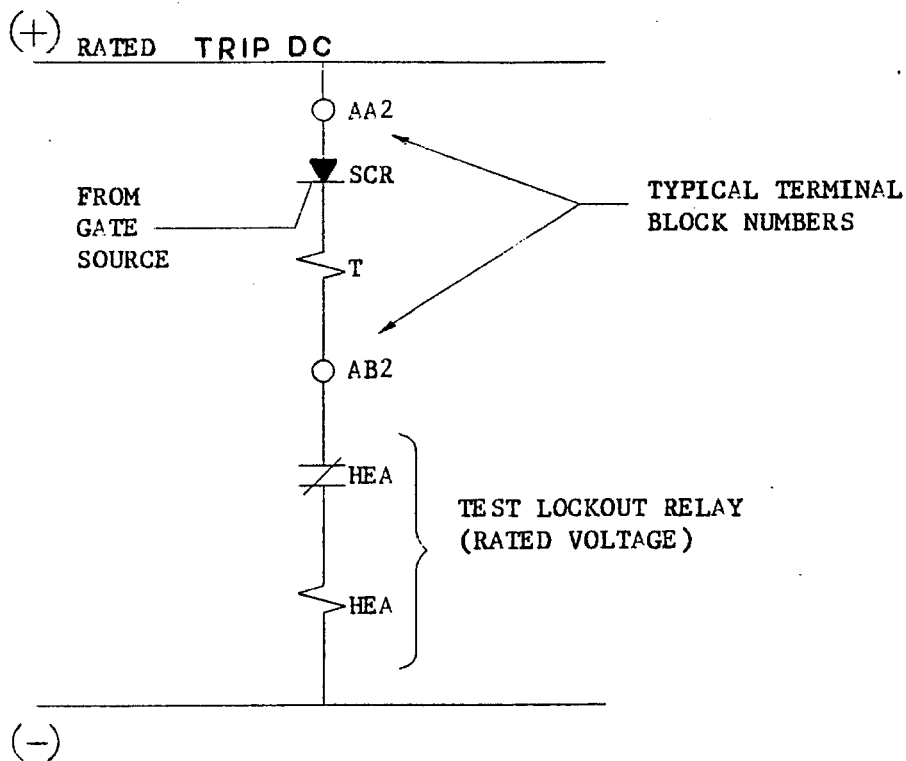 (+) RATED TRIP DC
AA2
SCR
FROM
GATE
SOURCE
TYPICAL TERMINAL
BLOCK NUMBERS
T
AB2
HEA
TEST LOCKOUT RELAY
(RATED VOLTAGE)
HEA
(-)